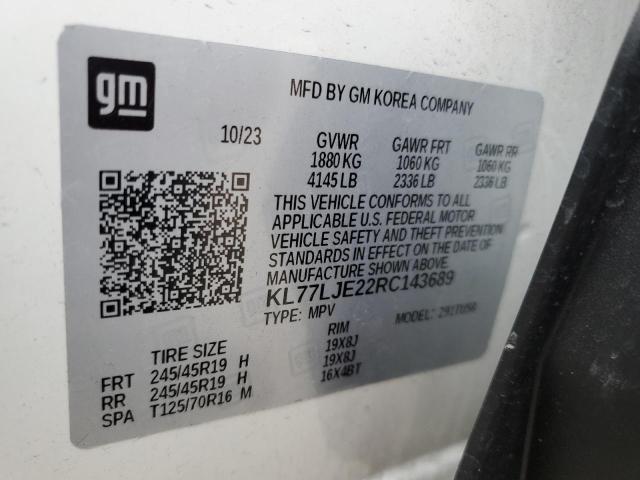 gm
MFD BY GM KOREA COMPANY
10/23 GVWR GAWR FRT GAWR RR
1880 KG 1060 KG 1060 KG
4145 LB 2336 LB 2336 LB
THIS VEHICLE CONFORMS TO ALL
APPLICABLE U.S. FEDERAL MOTOR
VEHICLE SAFETY AND THEFT PREVENTION
STANDARDS IN EFFECT ON THE DATE OF
MANUFACTURE SHOWN ABOVE.
KL77LJE22RC143689
TYPE: MPV MODEL:
TIRE SIZE RIM
FRT 245/45R19 H 19X8J
RR 245/45R19 H 19X8J
SPA T125/70R16 M 16X4BT